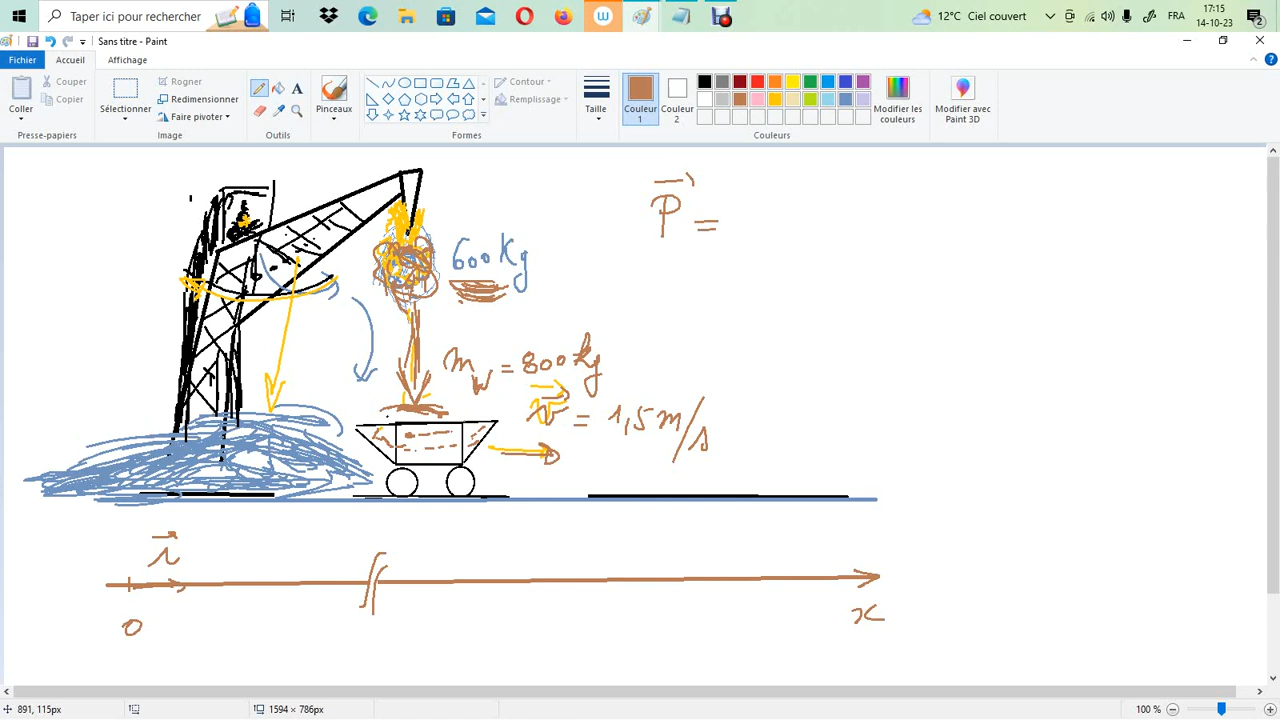 Taper ici pour rechercher
12°C Ciel couvert
FRA
17:15
14-10-23
2
Sans titre - Paint
Fichier
Accueil
Affichage
Coller
Couper
Copier
Presse-papiers
Sélectionner
Rogner
Redimensionner
Faire pivoter
Image
A
Outils
Pinceaux
Formes
Contour
Remplissage
Taille
Couleur 1
Couleur 2
Couleurs
Modifier les couleurs
Modifier avec Paint 3D
P =
600 Kg
m_w = 800 kg
v = 1,5 m/s
i
0
x
891, 115px
1594 × 786px
100 %